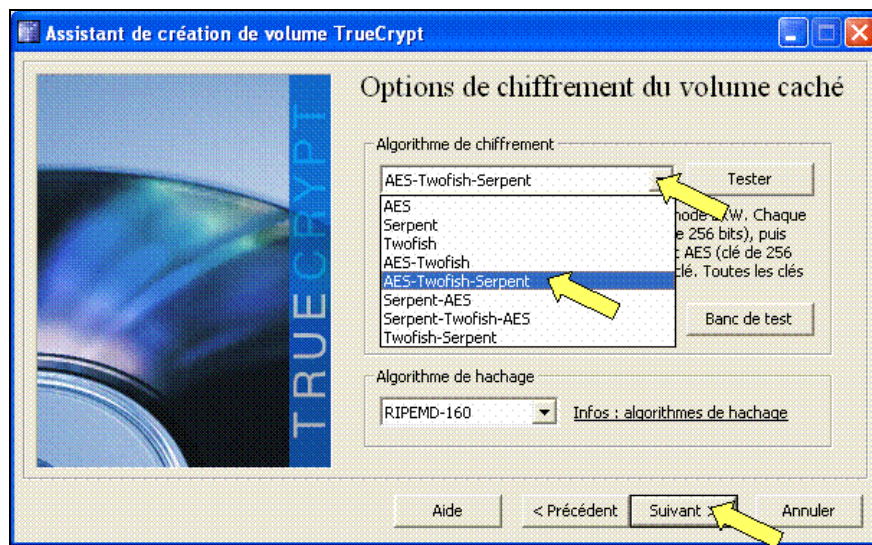 Assistant de création de volume TrueCrypt
TRUECRYPT
Options de chiffrement du volume caché
Algorithme de chiffrement
AES-Twofish-Serpent
Tester
AES
Serpent
Twofish
AES-Twofish
AES-Twofish-Serpent
Serpent-AES
Serpent-Twofish-AES
Twofish-Serpent
Chaque
256 bits), puis
AES (clé de 256
clé. Toutes les clés
Banc de test
Algorithme de hachage
RIPEMD-160
Infos : algorithmes de hachage
Aide
< Précédent
Suivant
Annuler